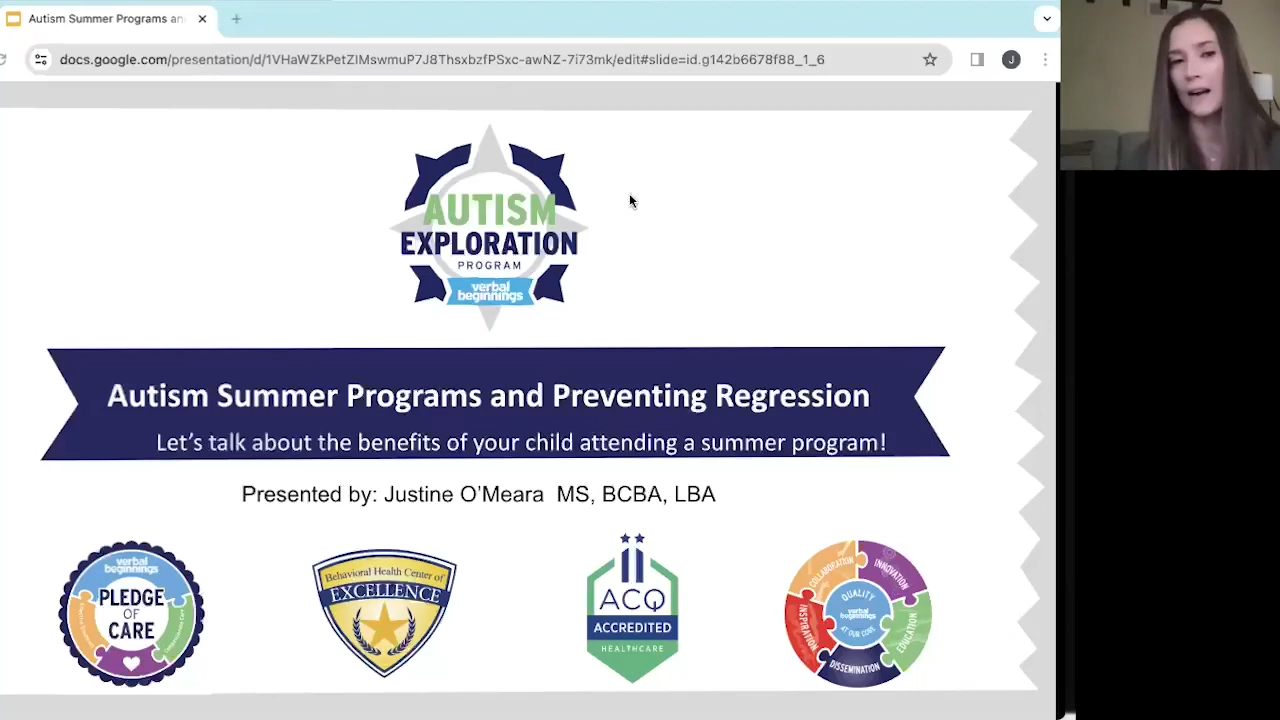 Autism Summer Programs and
docs.google.com/presentation/d/1VHaWZkPetZIMswmuP7J8ThsxbzfPSxc-awNZ-7i73mk/edit#slide=id.g142b6678f88_1_6
J
AUTISM
EXPLORATION
PROGRAM
verbal
beginnings
Autism Summer Programs and Preventing Regression
Let's talk about the benefits of your child attending a summer program!
Presented by: Justine O'Meara MS, BCBA, LBA
verbal
beginnings
PLEDGE
OF
CARE
Behavioral Health Center of
EXCELLENCE
ACQ
ACCREDITED
HEALTHCARE
COLLABORATION
INNOVATION
INSPIRATION
EDUCATION
DISSEMINATION
QUALITY
verbal
beginnings
AT OUR CORE